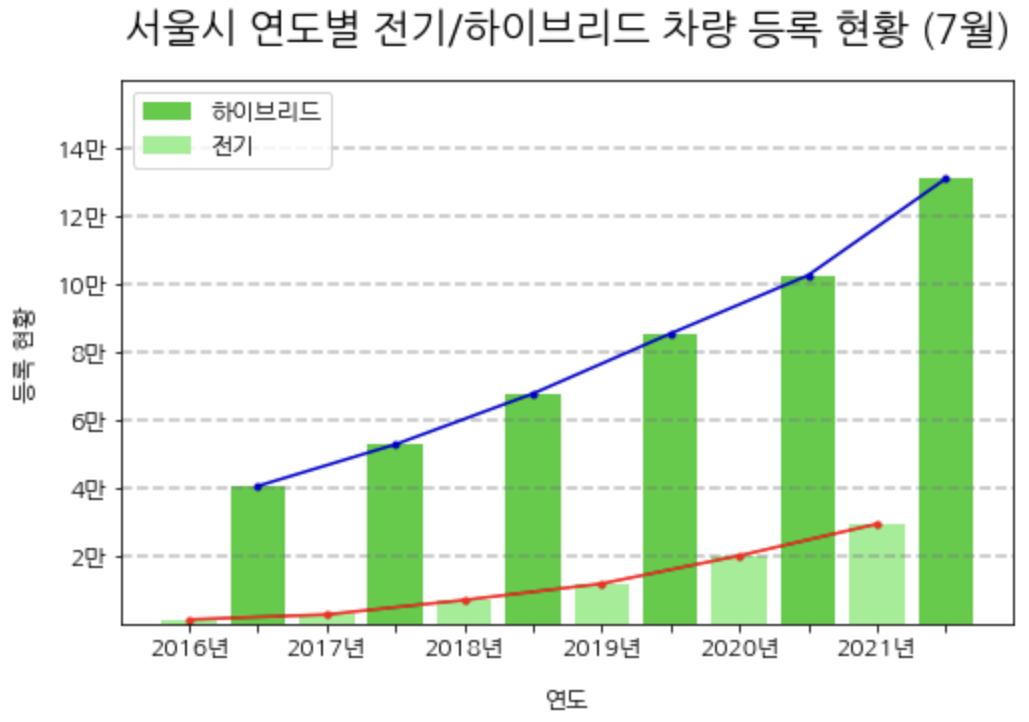 서울시 연도별 전기/하이브리드 차량 등록 현황 (7월)
하이브리드
전기
14만
12만
10만
8만
6만
4만
2만
등록 현황
2016년 2017년 2018년 2019년 2020년 2021년
연도